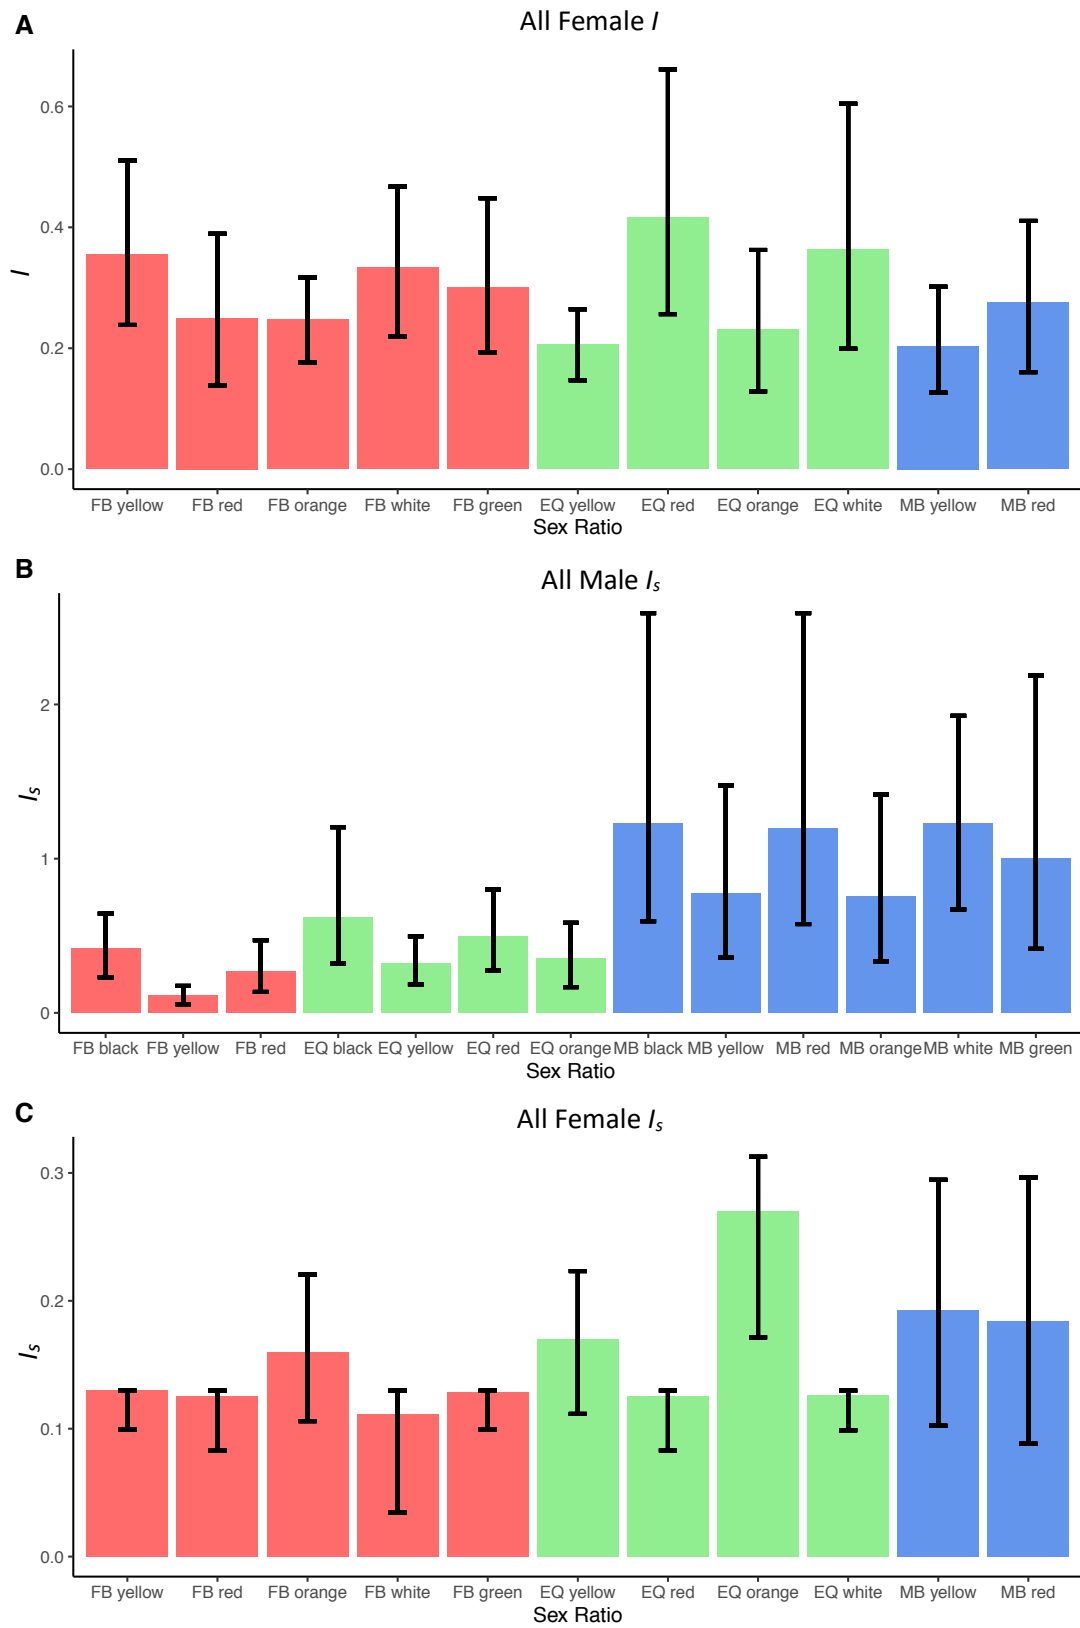 A
All Female I
0.6
0.4
0.2
0.0
I
FB yellow FB red FB orange FB white FB green EQ yellow EQ red EQ orange EQ white MB yellow MB red
Sex Ratio
B
All Male Is
2
1
0
Is
FB black FB yellow FB red EQ black EQ yellow EQ red EQ orange MB black MB yellow MB red MB orange MB white MB green
Sex Ratio
C
All Female Is
0.3
0.2
0.1
0.0
Is
FB yellow FB red FB orange FB white FB green EQ yellow EQ red EQ orange EQ white MB yellow MB red
Sex Ratio